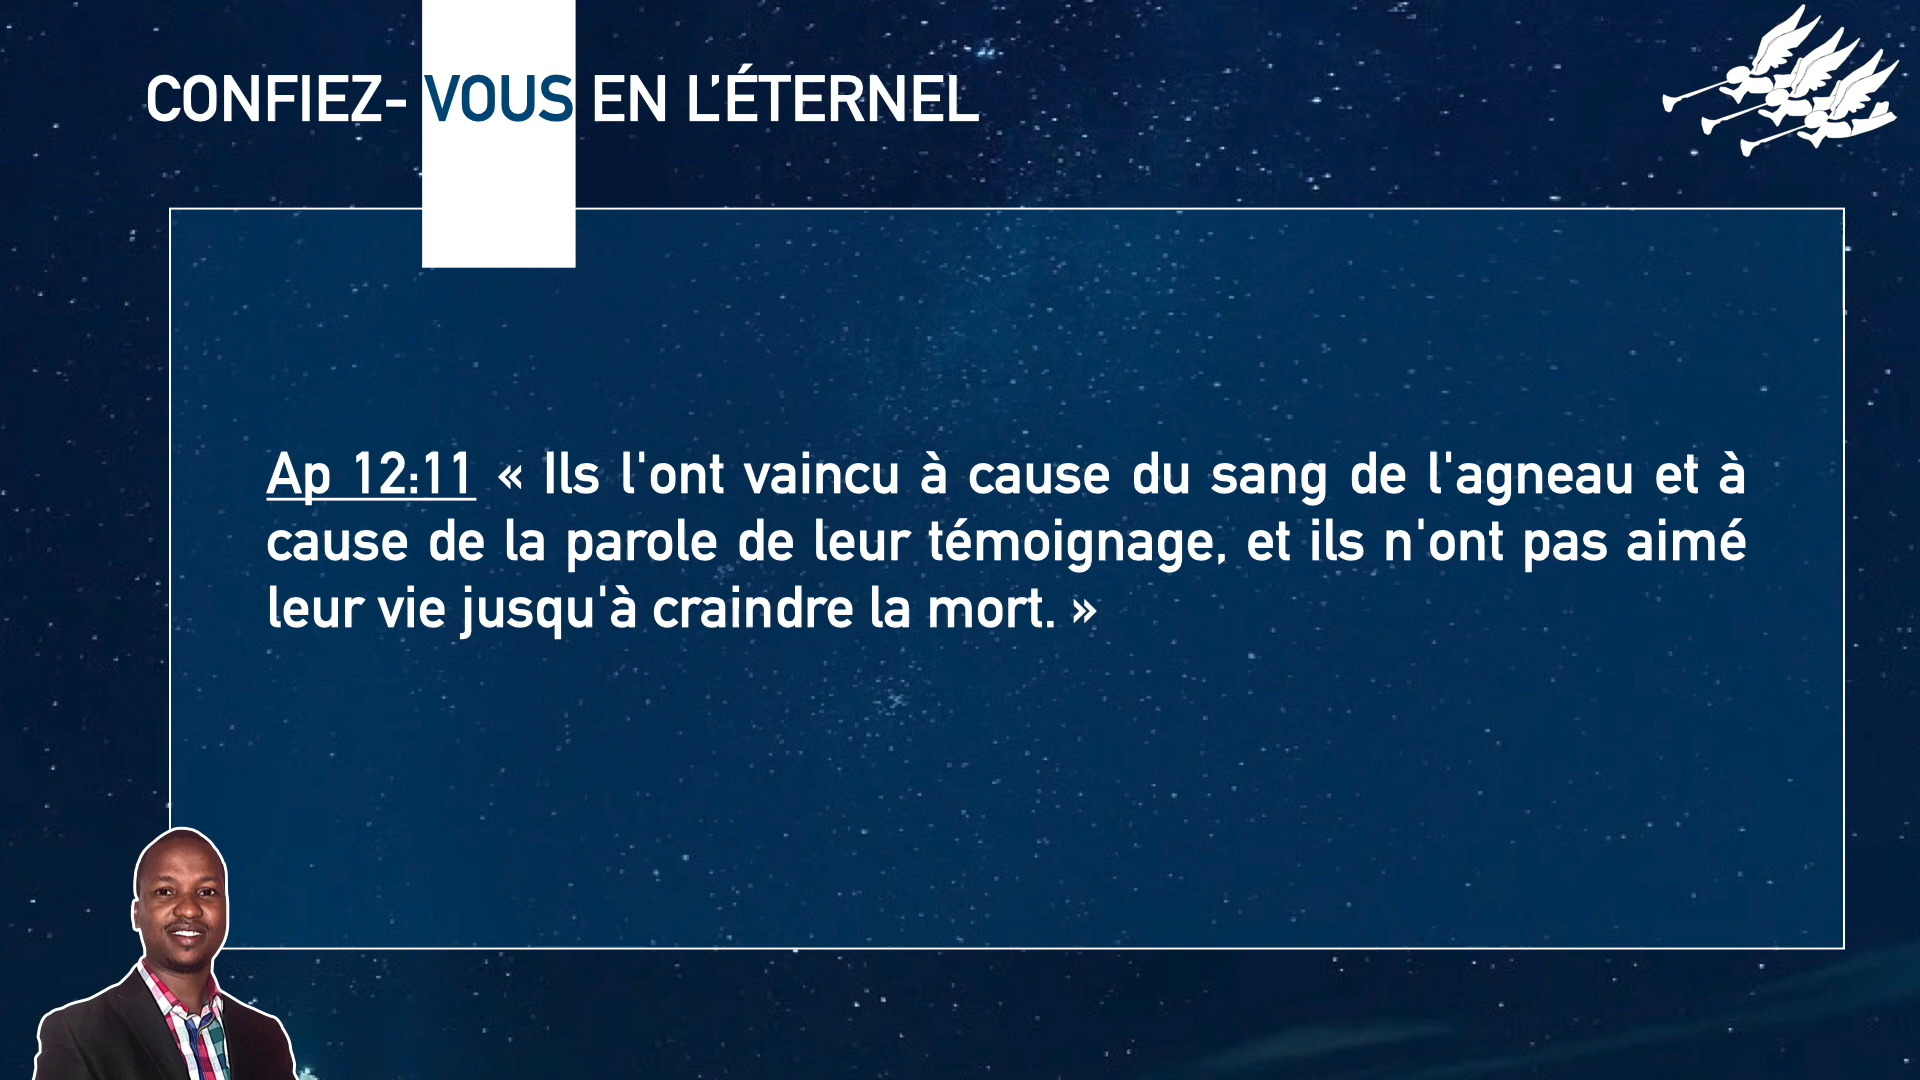 CONFIEZ- VOUS EN L’ÉTERNEL
Ap 12:11 « Ils l'ont vaincu à cause du sang de l'agneau et à
cause de la parole de leur témoignage, et ils n'ont pas aimé
leur vie jusqu'à craindre la mort. »